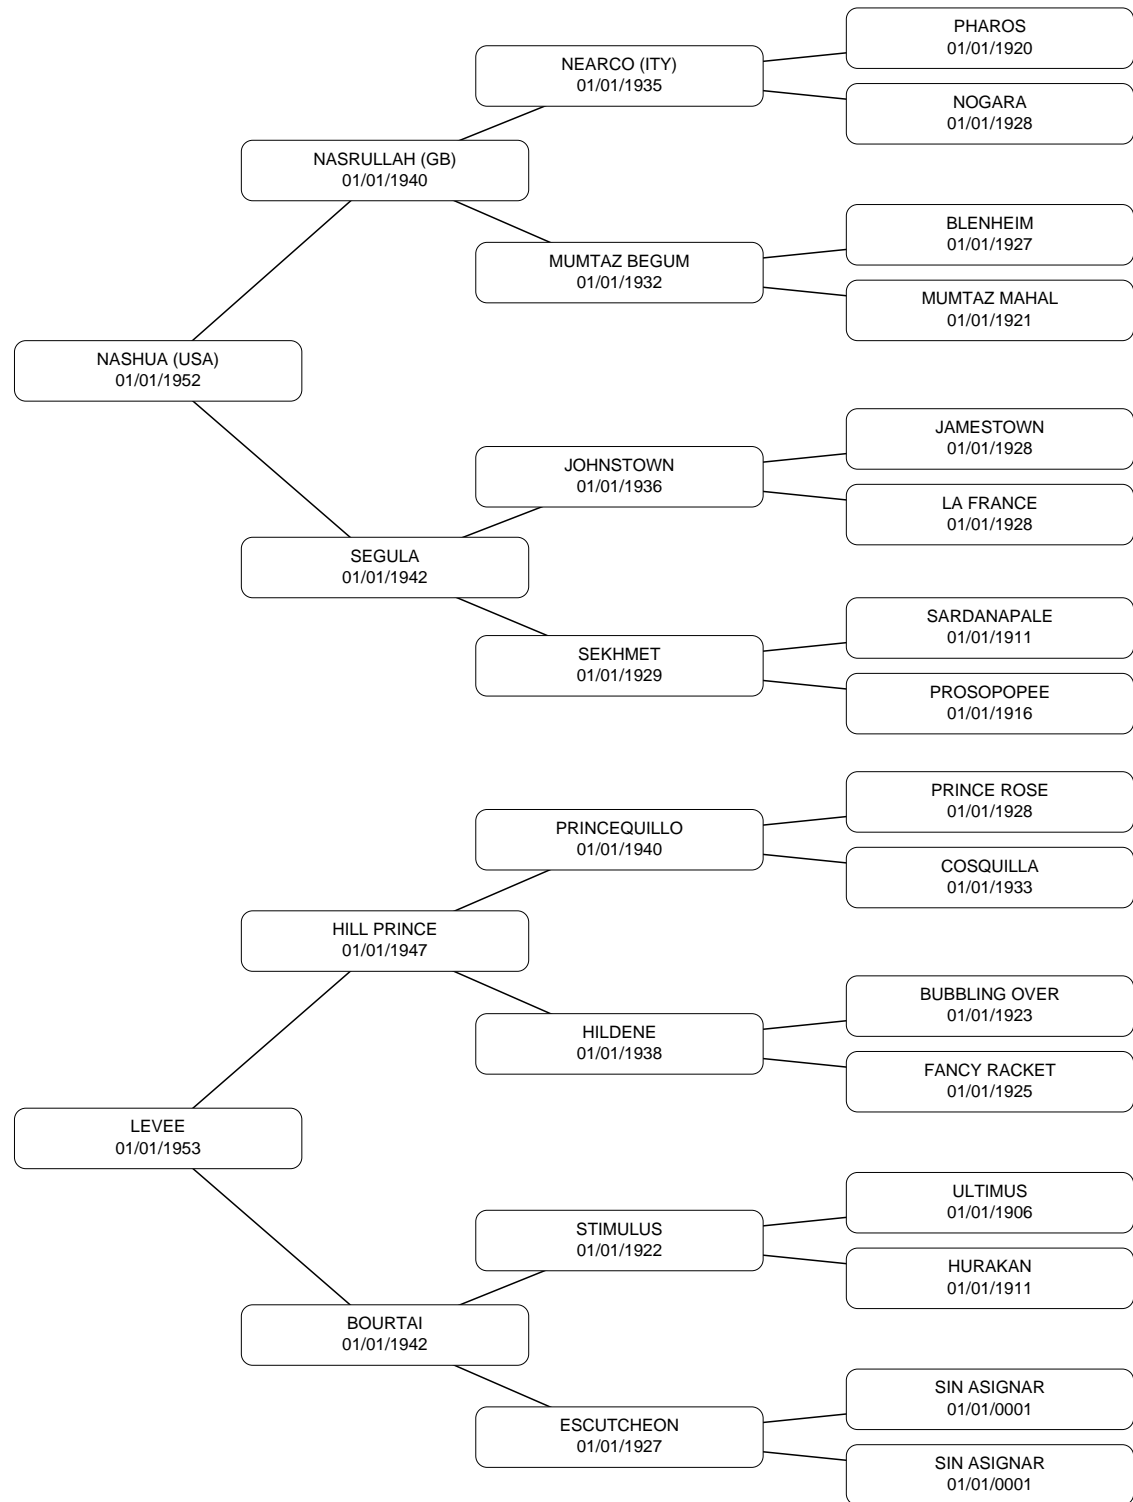 PHAROS
01/01/1920
NEARCO (ITY)
01/01/1935
NOGARA
01/01/1928
NASRULLAH (GB)
01/01/1940
BLENHEIM
01/01/1927
MUMTAZ BEGUM
01/01/1932
MUMTAZ MAHAL
01/01/1921
NASHUA (USA)
01/01/1952
JAMESTOWN
01/01/1928
JOHNSTOWN
01/01/1936
LA FRANCE
01/01/1928
SEGULA
01/01/1942
SARDANAPALE
01/01/1911
SEKHMET
01/01/1929
PROSOPOPEE
01/01/1916
PRINCE ROSE
01/01/1928
PRINCEQUILLO
01/01/1940
COSQUILLA
01/01/1933
HILL PRINCE
01/01/1947
BUBBLING OVER
01/01/1923
HILDENE
01/01/1938
FANCY RACKET
01/01/1925
LEVEE
01/01/1953
ULTIMUS
01/01/1906
STIMULUS
01/01/1922
HURAKAN
01/01/1911
BOURTAI
01/01/1942
SIN ASIGNAR
01/01/0001
ESCUTCHEON
01/01/1927
SIN ASIGNAR
01/01/0001